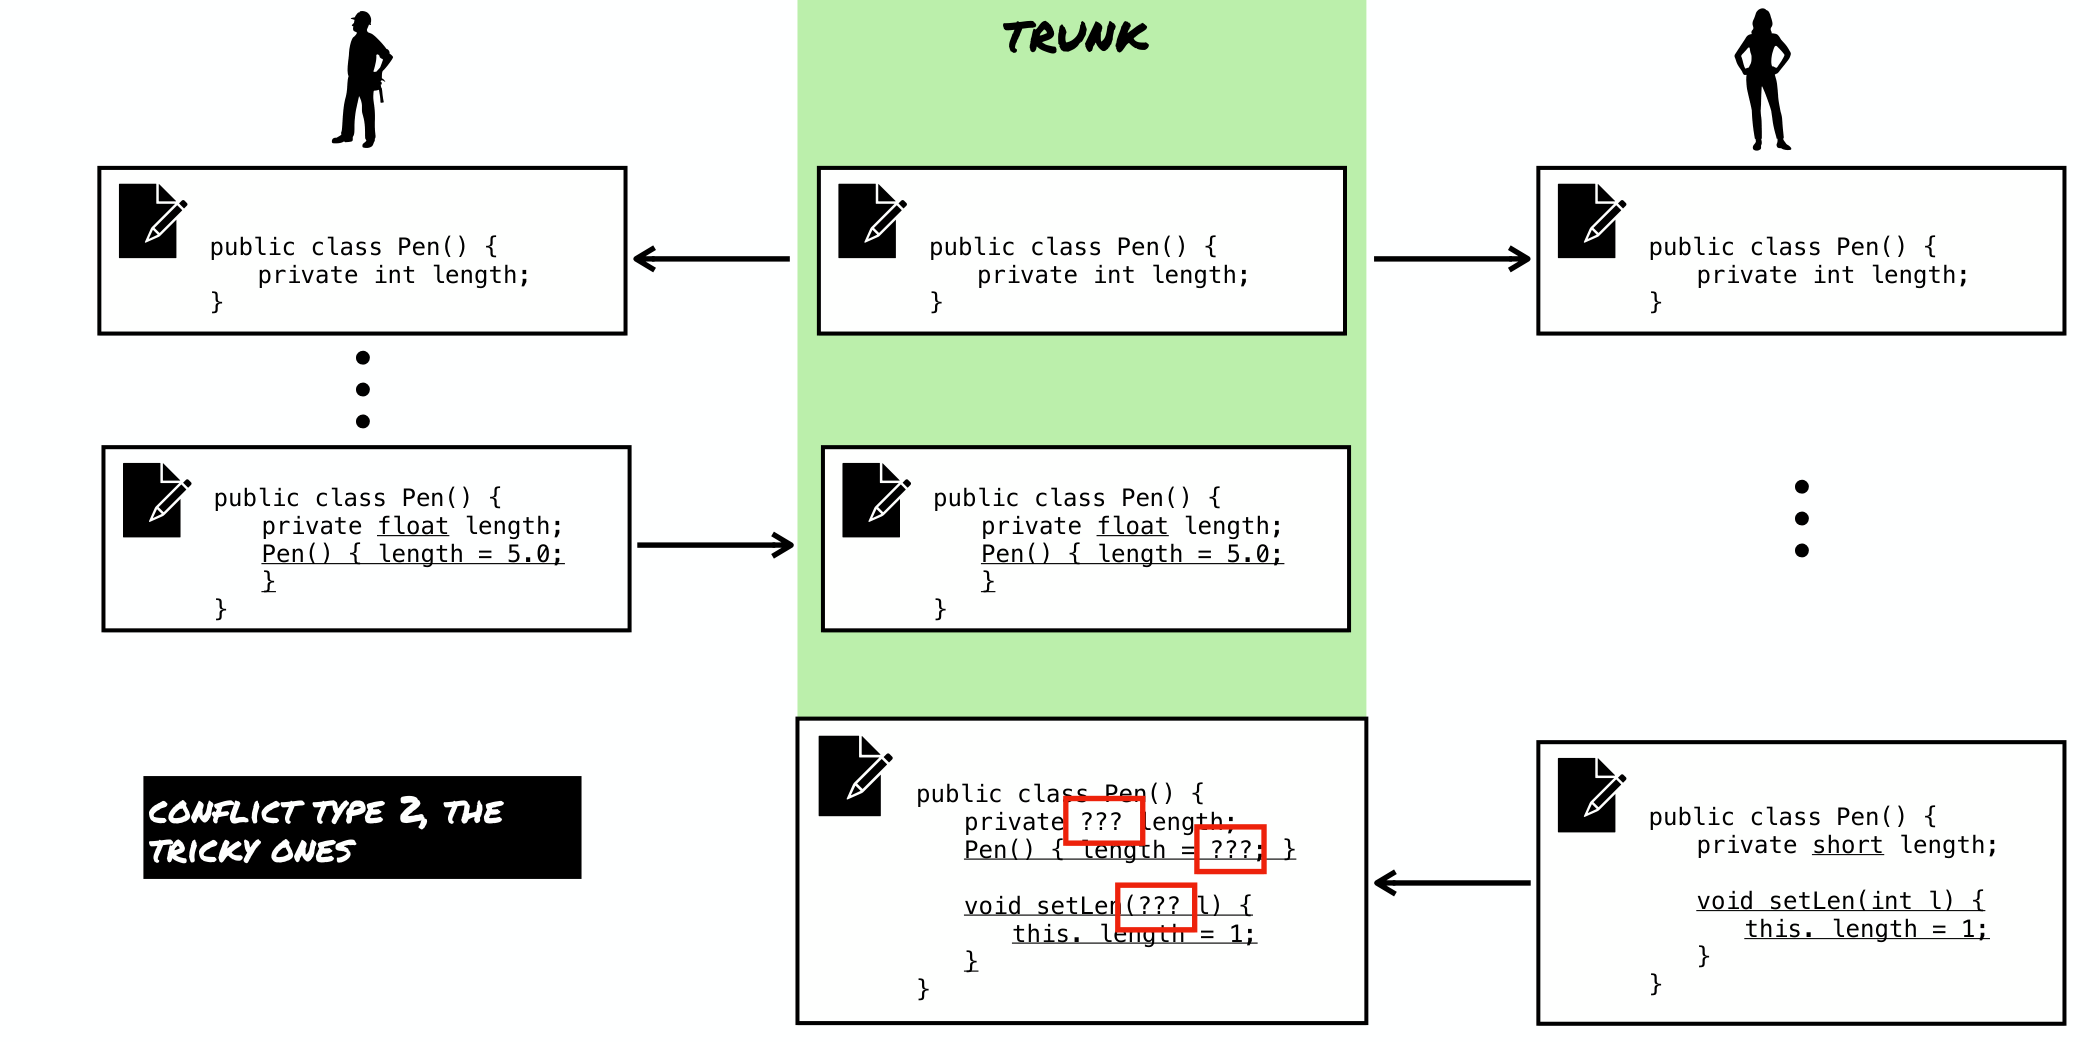 TRUNK
public class Pen() {
private int length;
}
public class Pen() {
private int length;
}
public class Pen() {
private int length;
}
public class Pen() {
private float length;
Pen() { length = 5.0;
}
}
public class Pen() {
private float length;
Pen() { length = 5.0;
}
}
CONFLICT TYPE 2, THE
TRICKY ONES
public class Pen() {
private ??? length;
Pen() { length = ???; }
void setLen(??? l) {
this. length = 1;
}
}
public class Pen() {
private short length;
void setLen(int l) {
this. length = 1;
}
}